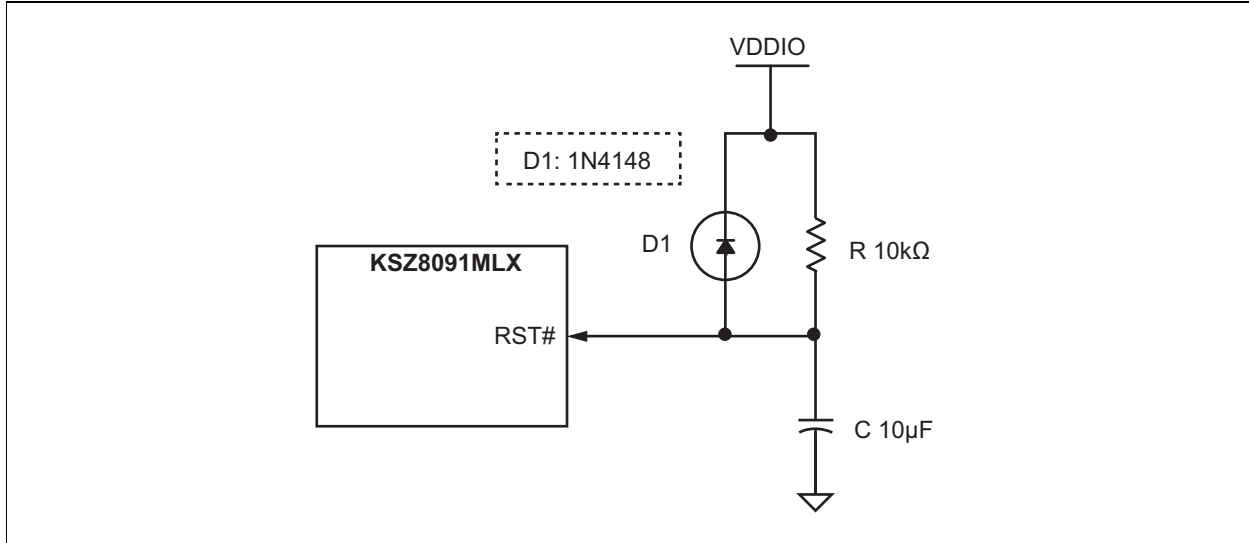 VDDIO
D1: 1N4148
D1
R 10kΩ
KSZ8091MLX
RST#
C 10µF